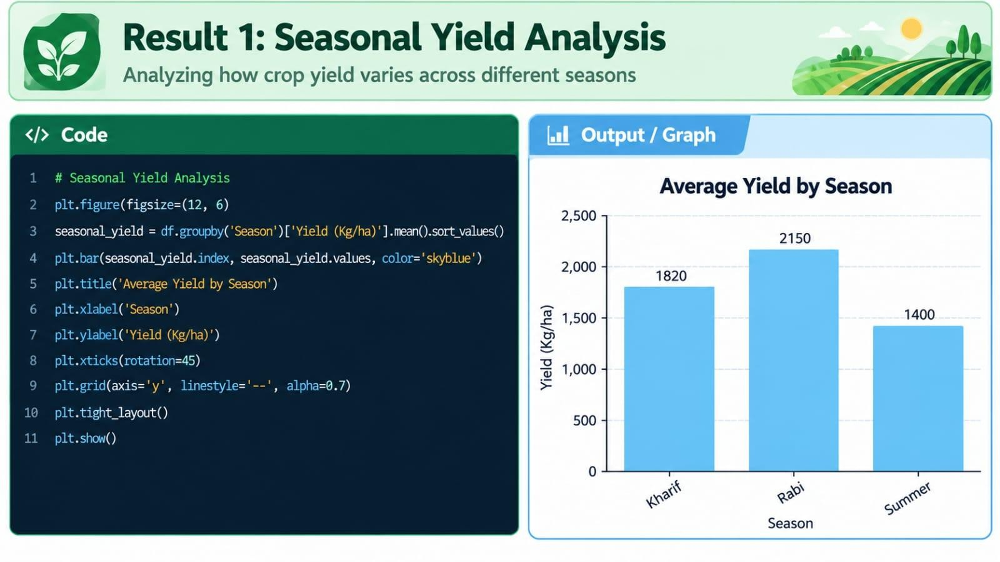 Result 1: Seasonal Yield Analysis
Analyzing how crop yield varies across different seasons
</> Code
1 # Seasonal Yield Analysis
2 plt.figure(figsize=(12, 6)
3 seasonal_yield = df.groupby('Season')['Yield (Kg/ha)'].mean().sort_values()
4 plt.bar(seasonal_yield.index, seasonal_yield.values, color='skyblue')
5 plt.title('Average Yield by Season')
6 plt.xlabel('Season')
7 plt.ylabel('Yield (Kg/ha)')
8 plt.xticks(rotation=45)
9 plt.grid(axis='y', linestyle='--', alpha=0.7)
10 plt.tight_layout()
11 plt.show()
Output / Graph
Average Yield by Season
Yield (Kg/ha)
2,500
2,000
1,500
1,000
500
0
1820
2150
1400
Kharif
Rabi
Summer
Season